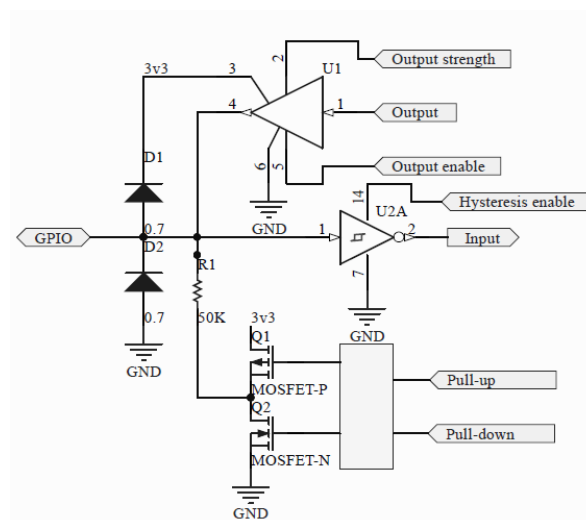 2
Output strength
3v3
3
U1
4
1
Output
D1
6
5
Output enable
14
Hysteresis enable
GND
U2A
GPIO
0.7
1
2
Input
D2
R1
7
0.7
50K
3v3
GND
GND
Q1
MOSFET-P
Pull-up
Q2
Pull-down
MOSFET-N
GND